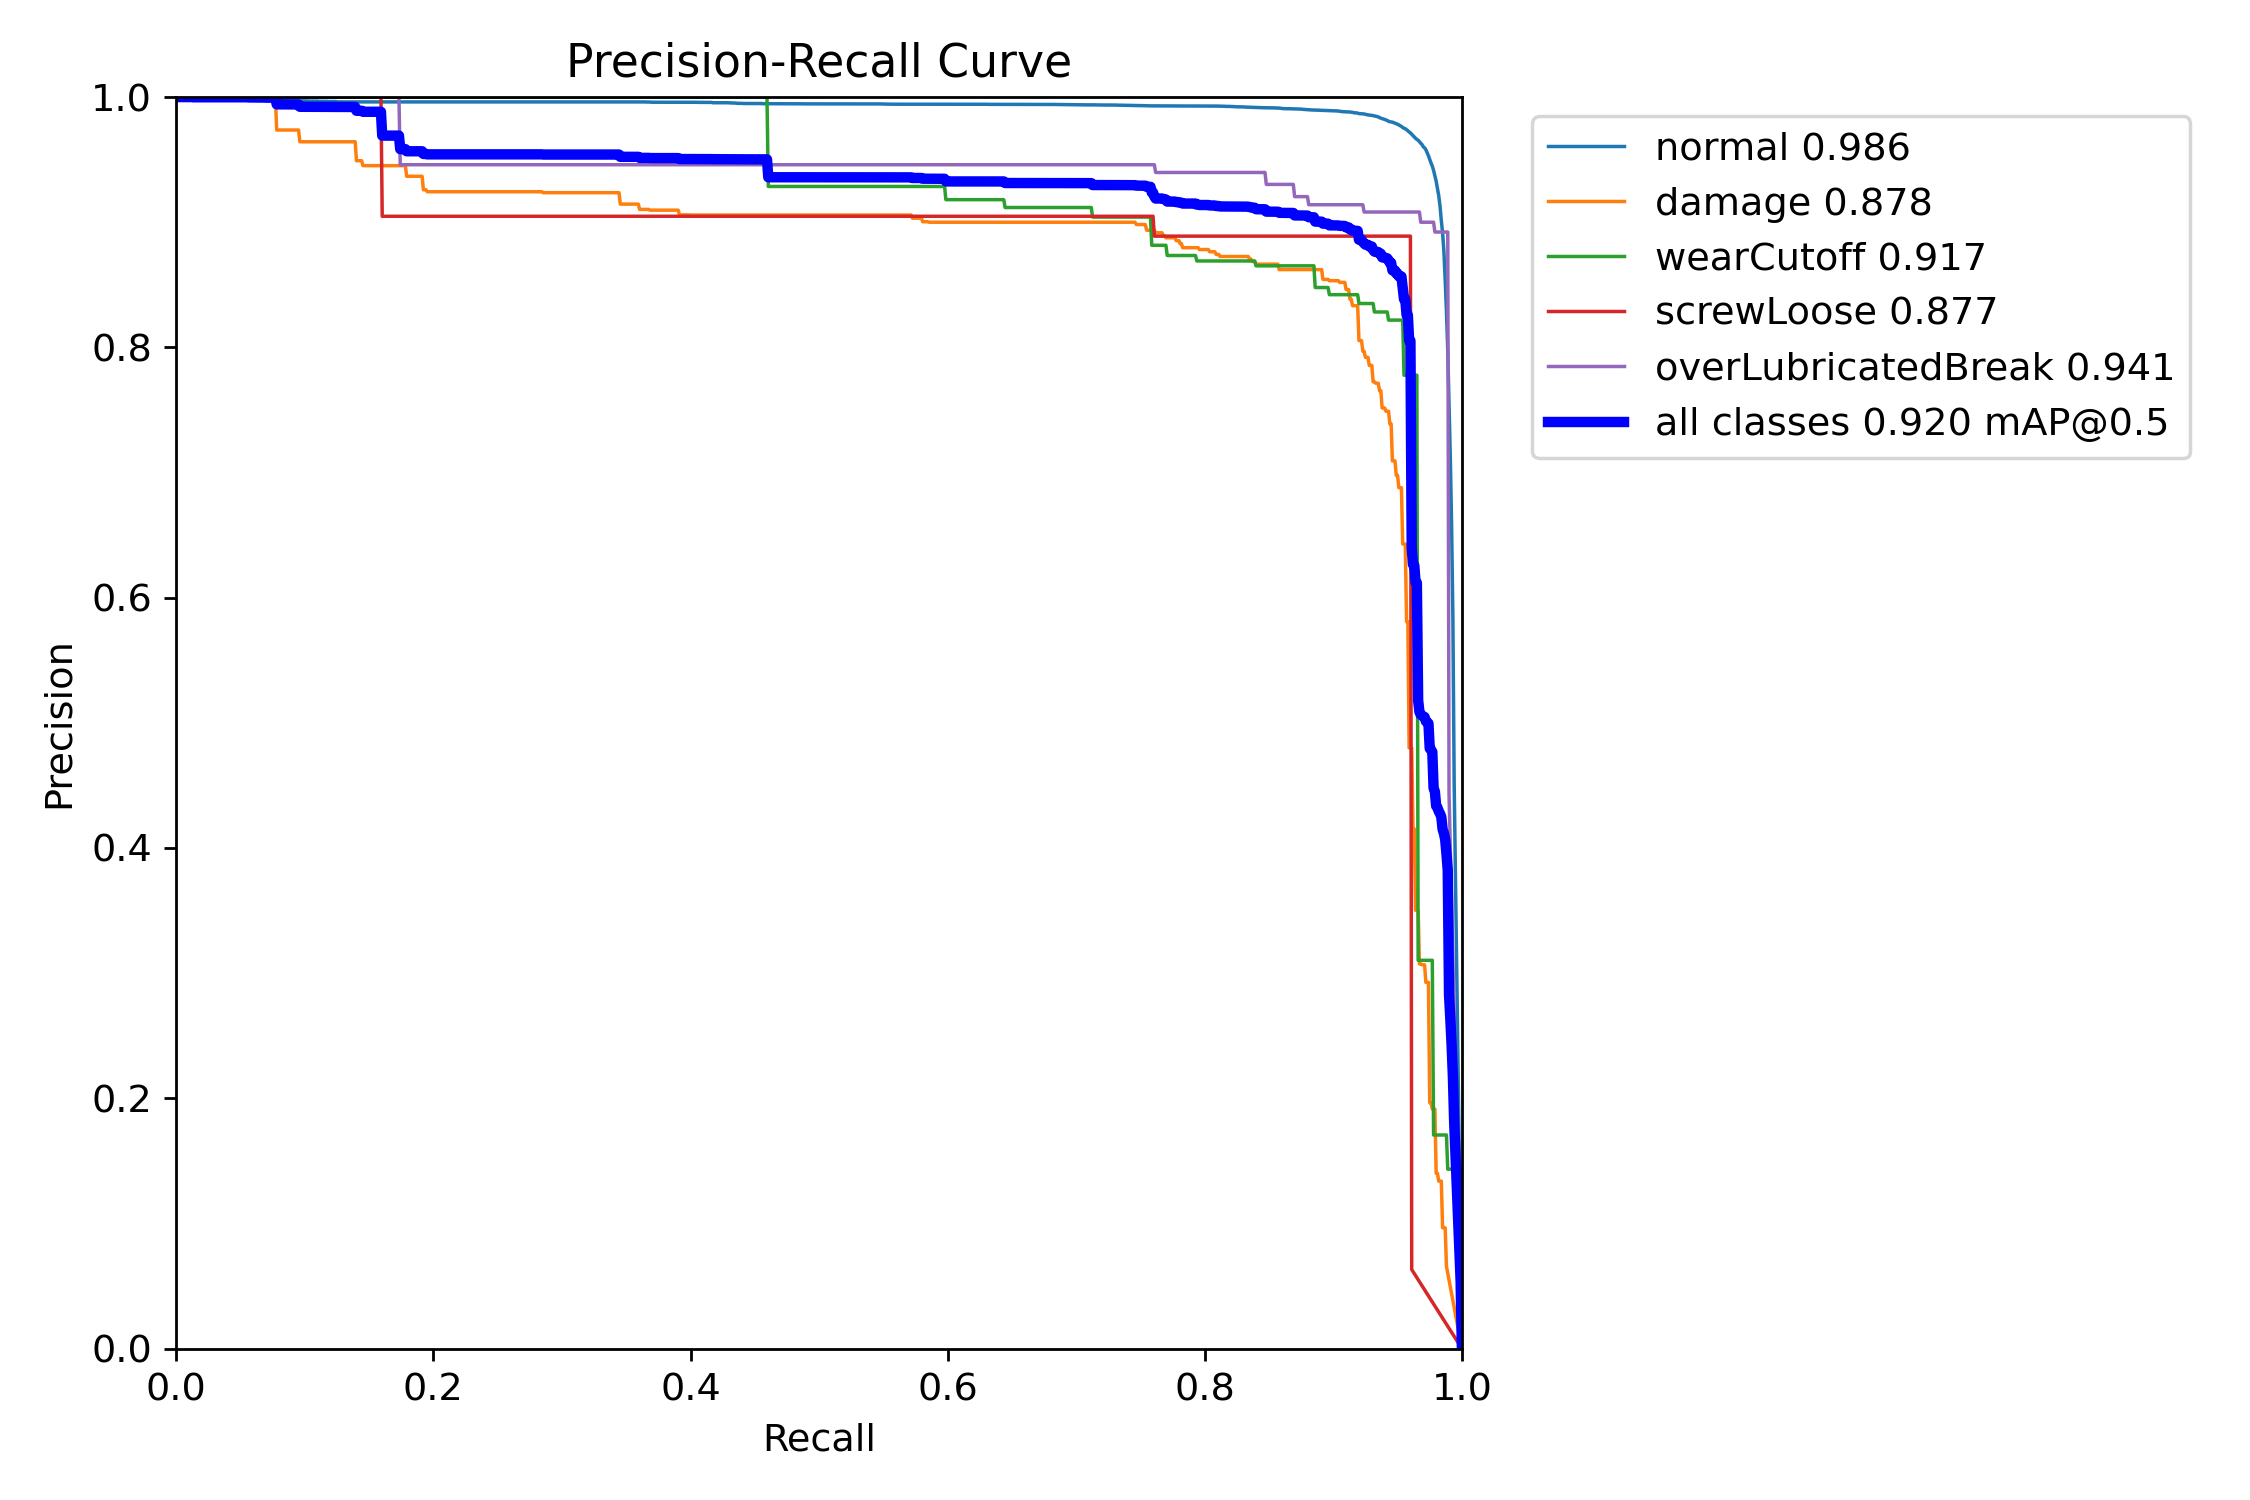 Precision-Recall Curve
1.0
0.8
0.6
0.4
0.2
0.0
Precision
0.0 0.2 0.4 0.6 0.8 1.0
Recall
normal 0.986
damage 0.878
wearCutoff 0.917
screwLoose 0.877
overLubricatedBreak 0.941
all classes 0.920 mAP@0.5